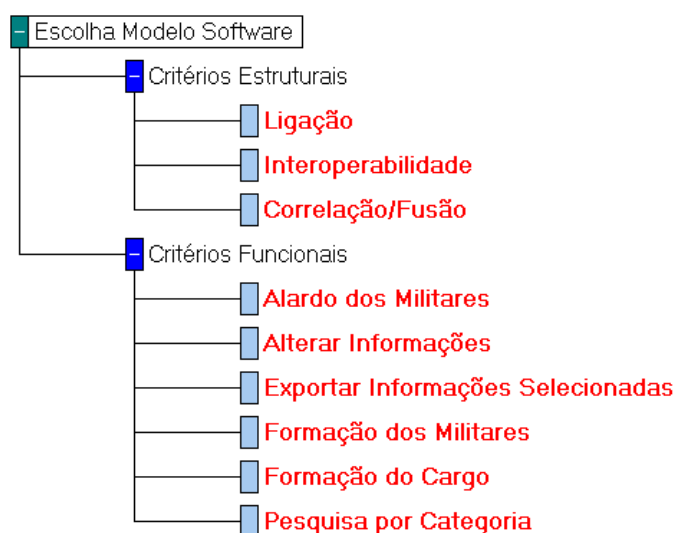 Escolha Modelo Software
Critérios Estruturais
Ligação
Interoperabilidade
Correlação/Fusão
Critérios Funcionais
Alardo dos Militares
Alterar Informações
Exportar Informações Selecionadas
Formação dos Militares
Formação do Cargo
Pesquisa por Categoria